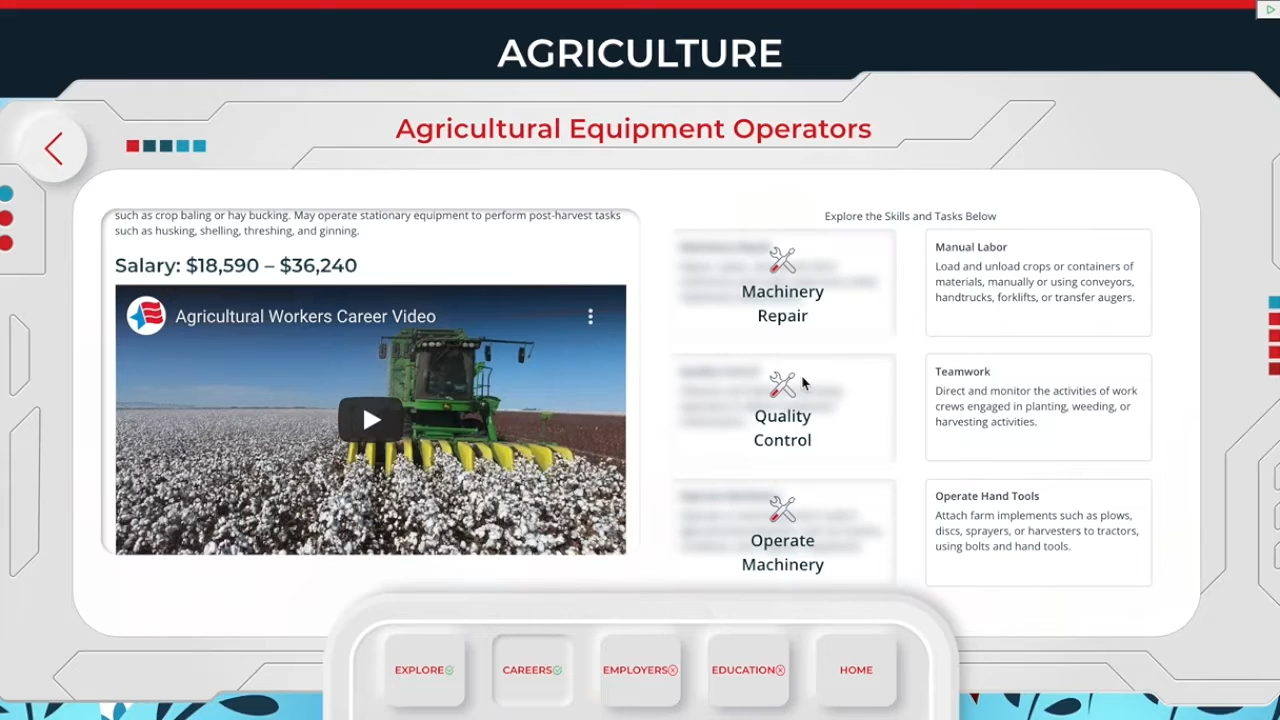 AGRICULTURE
Agricultural Equipment Operators
such as crop baling or hay bucking. May operate stationary equipment to perform post-harvest tasks
such as husking, shelling, threshing, and ginning.
Salary: $18,590 – $36,240
Agricultural Workers Career Video
Explore the Skills and Tasks Below
Machinery
Repair
Manual Labor
Load and unload crops or containers of
materials, manually or using conveyors,
handtrucks, forklifts, or transfer augers.
Quality
Control
Teamwork
Direct and monitor the activities of work
crews engaged in planting, weeding, or
harvesting activities.
Operate
Machinery
Operate Hand Tools
Attach farm implements such as plows,
discs, sprayers, or harvesters to tractors,
using bolts and hand tools.
EXPLORE
CAREERS
EMPLOYERS
EDUCATION
HOME